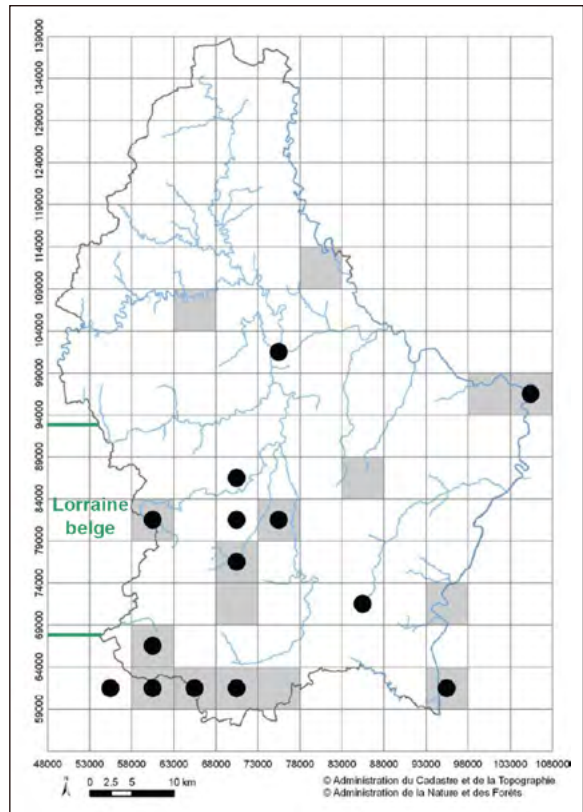 139000
134000
129000
124000
119000
114000
109000
104000
99000
94000
89000
84000
79000
74000
69000
64000
59000
Lorraine
belge
48000 53000 58000 63000 68000 73000 78000 83000 88000 93000 98000 103000 108000
N
0 2.5 5 10 km
© Administration du Cadastre et de la Topographie
© Administration de la Nature et des Forêts